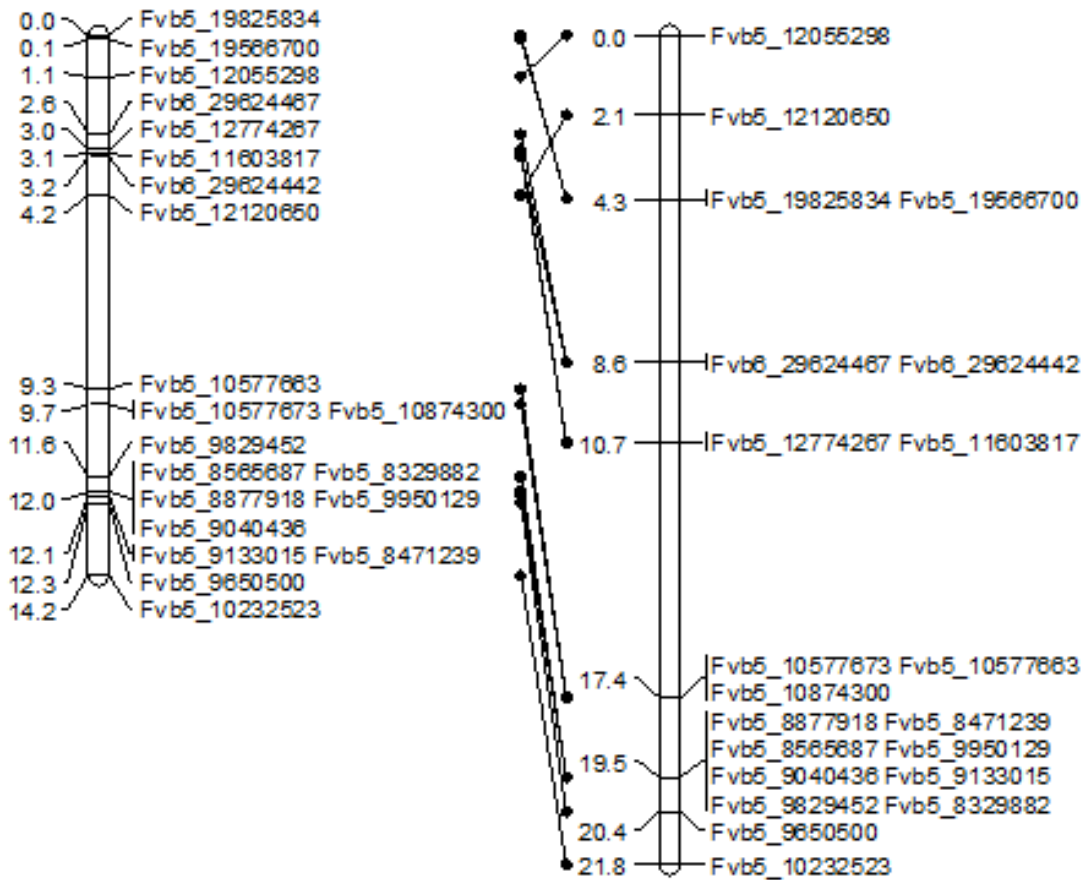 0.0 Fvb5_19825834
0.1 Fvb5_19566700
1.1 Fvb5_12055298
2.6 Fvb6_29624467
3.0 Fvb5_12774267
3.1 Fvb5_11603817
3.2 Fvb6_29624442
4.2 Fvb5_12120650
9.3 Fvb5_10577663
9.7 Fvb5_10577673 Fvb5_10874300
11.6 Fvb5_9829452
Fvb5_8565687 Fvb5_8329882
12.0 Fvb5_8877918 Fvb5_9950129
Fvb5_9040436
12.1 Fvb5_9133015 Fvb5_8471239
12.3 Fvb5_9650500
14.2 Fvb5_10232523
0.0 Fvb5_12055298
2.1 Fvb5_12120650
4.3 Fvb5_19825834 Fvb5_19566700
8.6 Fvb6_29624467 Fvb6_29624442
10.7 Fvb5_12774267 Fvb5_11603817
17.4 Fvb5_10577673 Fvb5_10577663
Fvb5_10874300
Fvb5_8877918 Fvb5_8471239
19.5 Fvb5_8565687 Fvb5_9950129
Fvb5_9040436 Fvb5_9133015
Fvb5_9829452 Fvb5_8329882
20.4 Fvb5_9650500
21.8 Fvb5_10232523